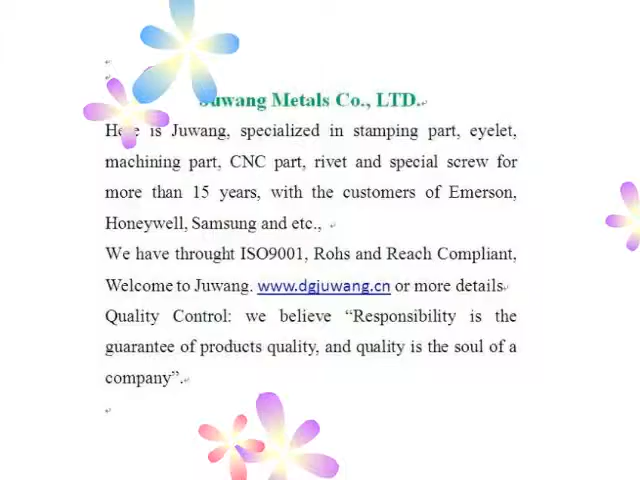 Juwang Metals Co., LTD.
Here is Juwang, specialized in stamping part, eyelet,
machining part, CNC part, rivet and special screw for
more than 15 years, with the customers of Emerson,
Honeywell, Samsung and etc.,
We have throught ISO9001, Rohs and Reach Compliant,
Welcome to Juwang. www.dgjuwang.cn or more details
Quality Control: we believe “Responsibility is the
guarantee of products quality, and quality is the soul of a
company”.